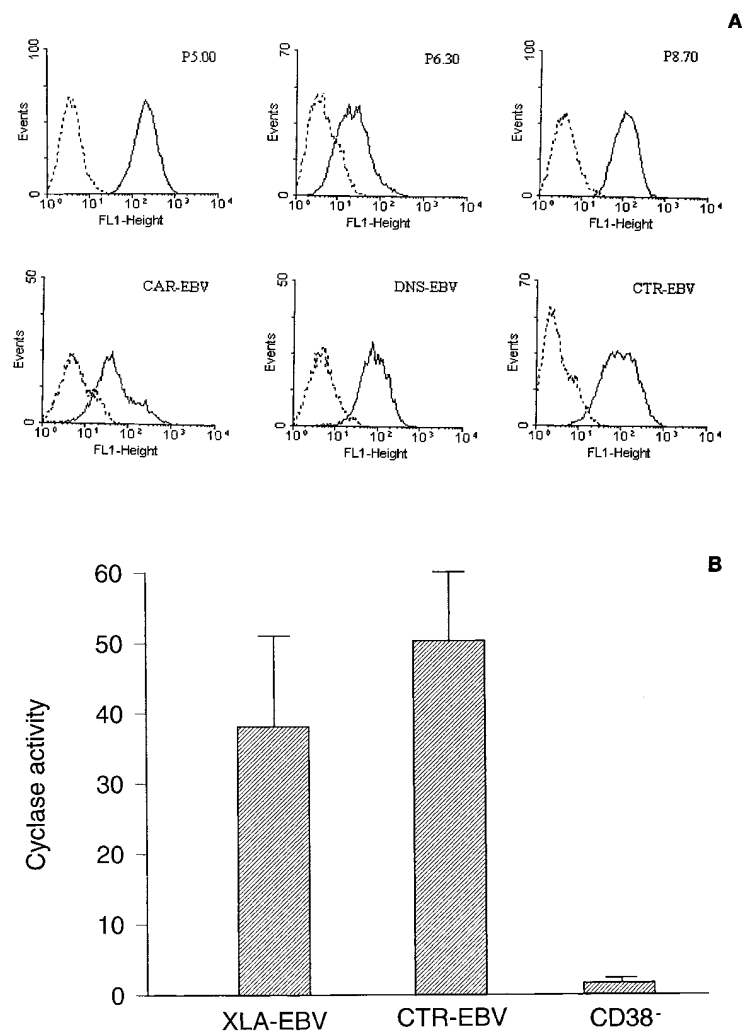 A
P5.00
100
Events
0
10⁰ 10¹ 10² 10³ 10⁴
FL1-Height
P6.30
70
Events
0
10⁰ 10¹ 10² 10³ 10⁴
FL1-Height
P8.70
100
Events
0
10⁰ 10¹ 10² 10³ 10⁴
FL1-Height
CAR-EBV
50
Events
0
10⁰ 10¹ 10² 10³ 10⁴
FL1-Height
DNS-EBV
50
Events
0
10⁰ 10¹ 10² 10³ 10⁴
FL1-Height
CTR-EBV
70
Events
0
10⁰ 10¹ 10² 10³ 10⁴
FL1-Height
B
Cyclase activity
60
50
40
30
20
10
0
XLA-EBV CTR-EBV CD38⁻